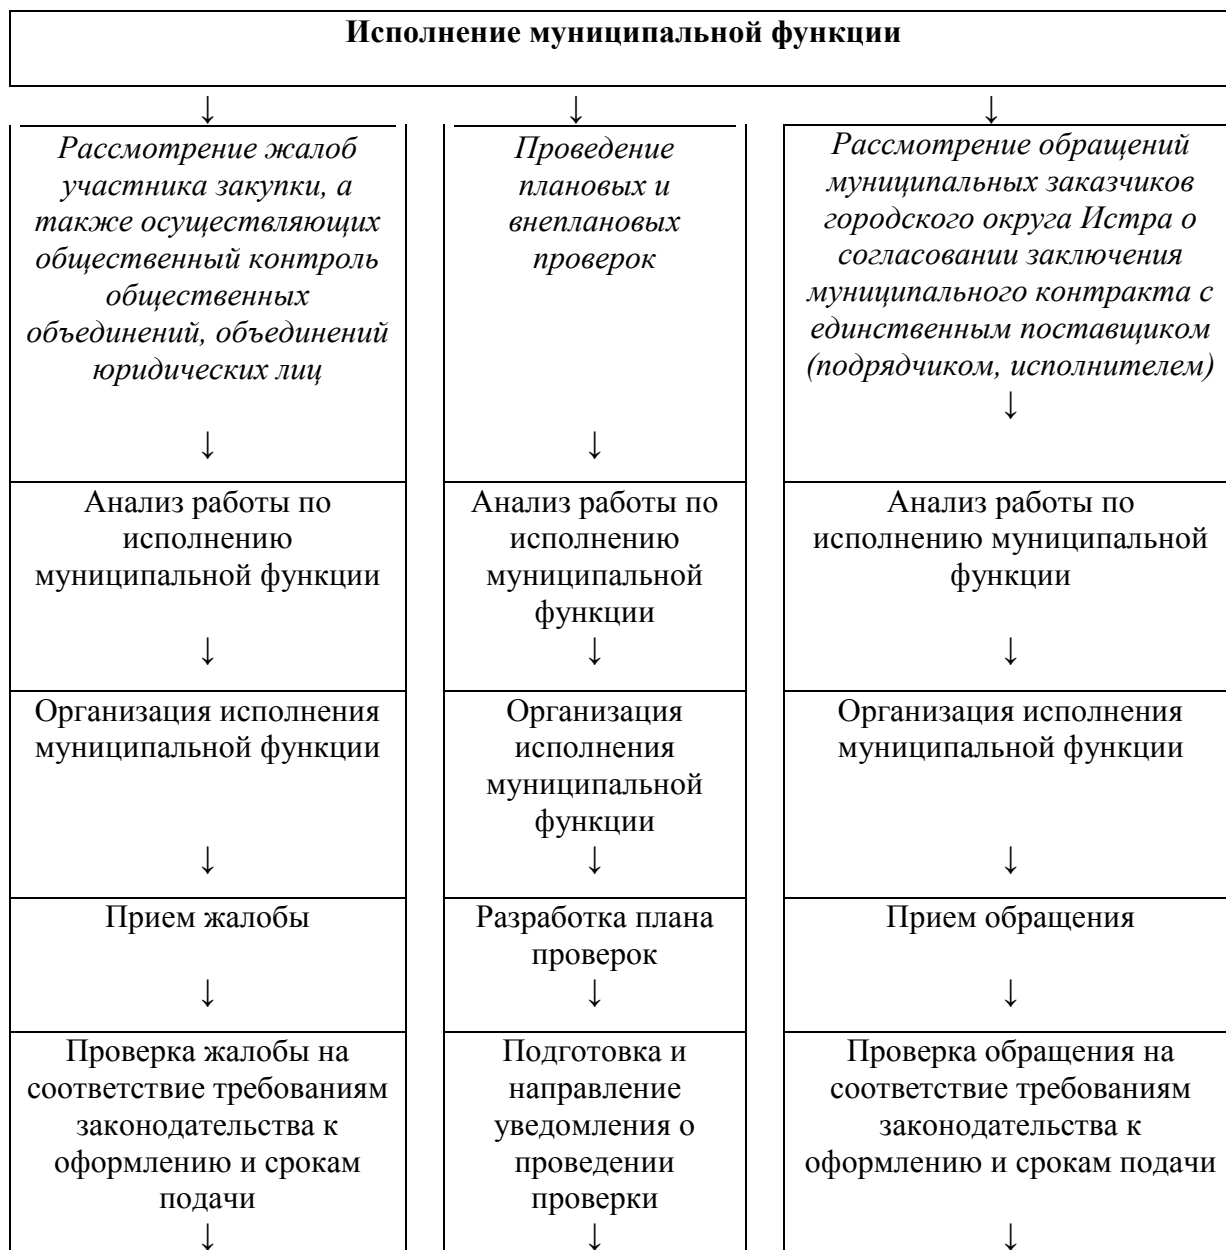 Исполнение муниципальной функции
↓
↓
↓
Рассмотрение жалоб
участника закупки, а
также осуществляющих
общественный контроль
общественных
объединений, объединений
юридических лиц
↓
Проведение
плановых и
внеплановых
проверок
↓
Рассмотрение обращений
муниципальных заказчиков
городского округа Истра о
согласовании заключения
муниципального контракта с
единственным поставщиком
(подрядчиком, исполнителем)
↓
Анализ работы по
исполнению
муниципальной функции
↓
Анализ работы по
исполнению
муниципальной
функции
↓
Анализ работы по
исполнению муниципальной
функции
↓
Организация исполнения
муниципальной функции
↓
Организация
исполнения
муниципальной
функции
↓
Организация исполнения
муниципальной функции
↓
Прием жалобы
↓
Разработка плана
проверок
↓
Прием обращения
↓
Проверка жалобы на
соответствие требованиям
законодательства к
оформлению и срокам
подачи
↓
Подготовка и
направление
уведомления о
проведении
проверки
↓
Проверка обращения на
соответствие требованиям
законодательства к
оформлению и срокам подачи
↓